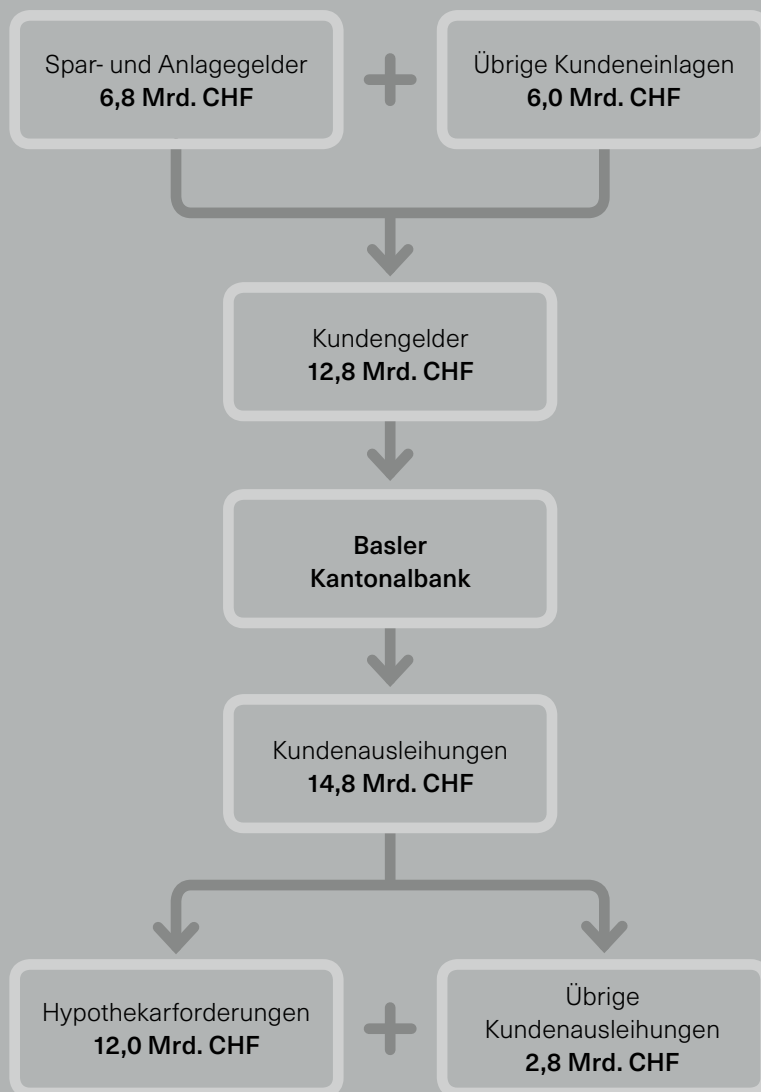 Spar- und Anlagegelder
6,8 Mrd. CHF
+
Übrige Kundeneinlagen
6,0 Mrd. CHF
Kundengelder
12,8 Mrd. CHF
Basler
Kantonalbank
Kundenausleihungen
14,8 Mrd. CHF
Hypothekarforderungen
12,0 Mrd. CHF
+
Übrige
Kundenausleihungen
2,8 Mrd. CHF